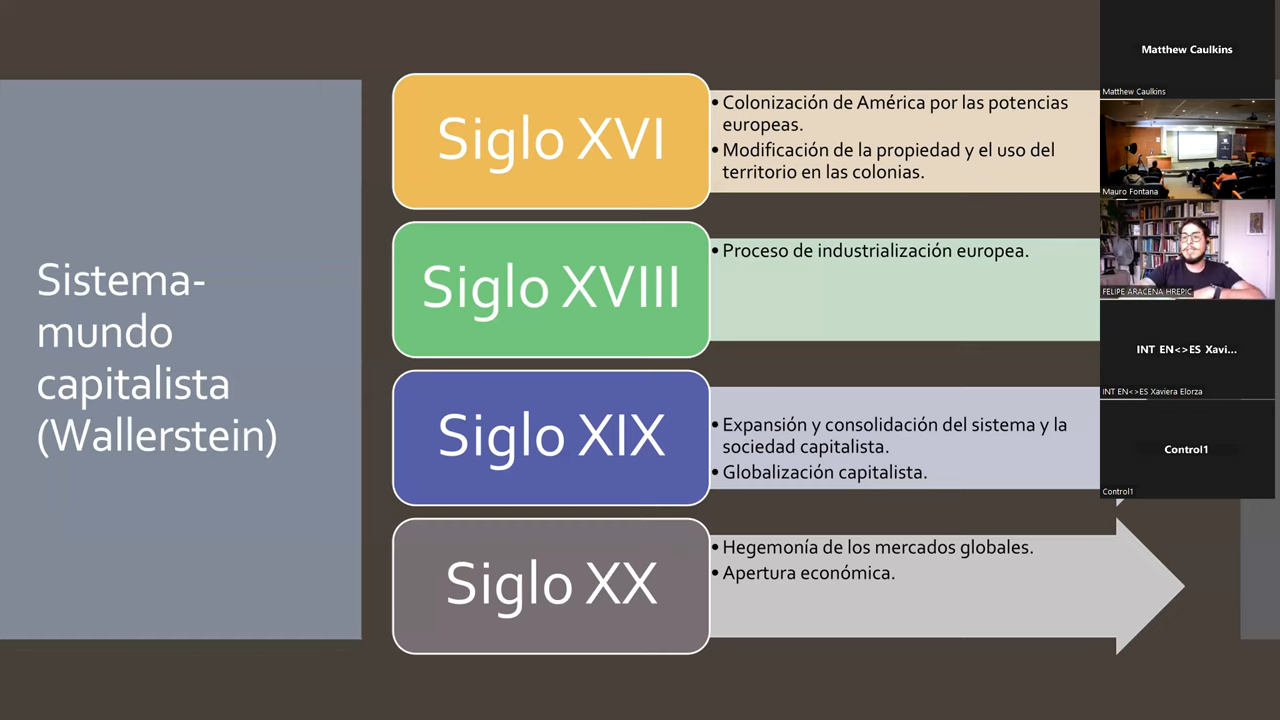 Sistema-
mundo
capitalista
(Wallerstein)
Siglo XVI
• Colonización de América por las potencias
europeas.
• Modificación de la propiedad y el uso del
territorio en las colonias.
Siglo XVIII
• Proceso de industrialización europea.
Siglo XIX
• Expansión y consolidación del sistema y la
sociedad capitalista.
• Globalización capitalista.
Siglo XX
• Hegemonía de los mercados globales.
• Apertura económica.
Matthew Caulkins
Matthew Caulkins
Mauro Fontana
FELIPE ARACENA HREPIC
INT EN<>ES Xavi...
INT EN<>ES Xaviera Elorza
Control1
Control1